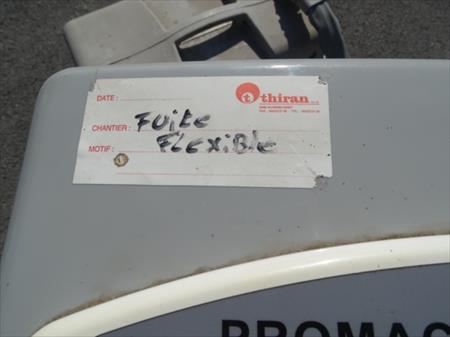 thiran
DATE :
CHANTIER : Fuite
MOTIF : FLExiBle
PROMAC